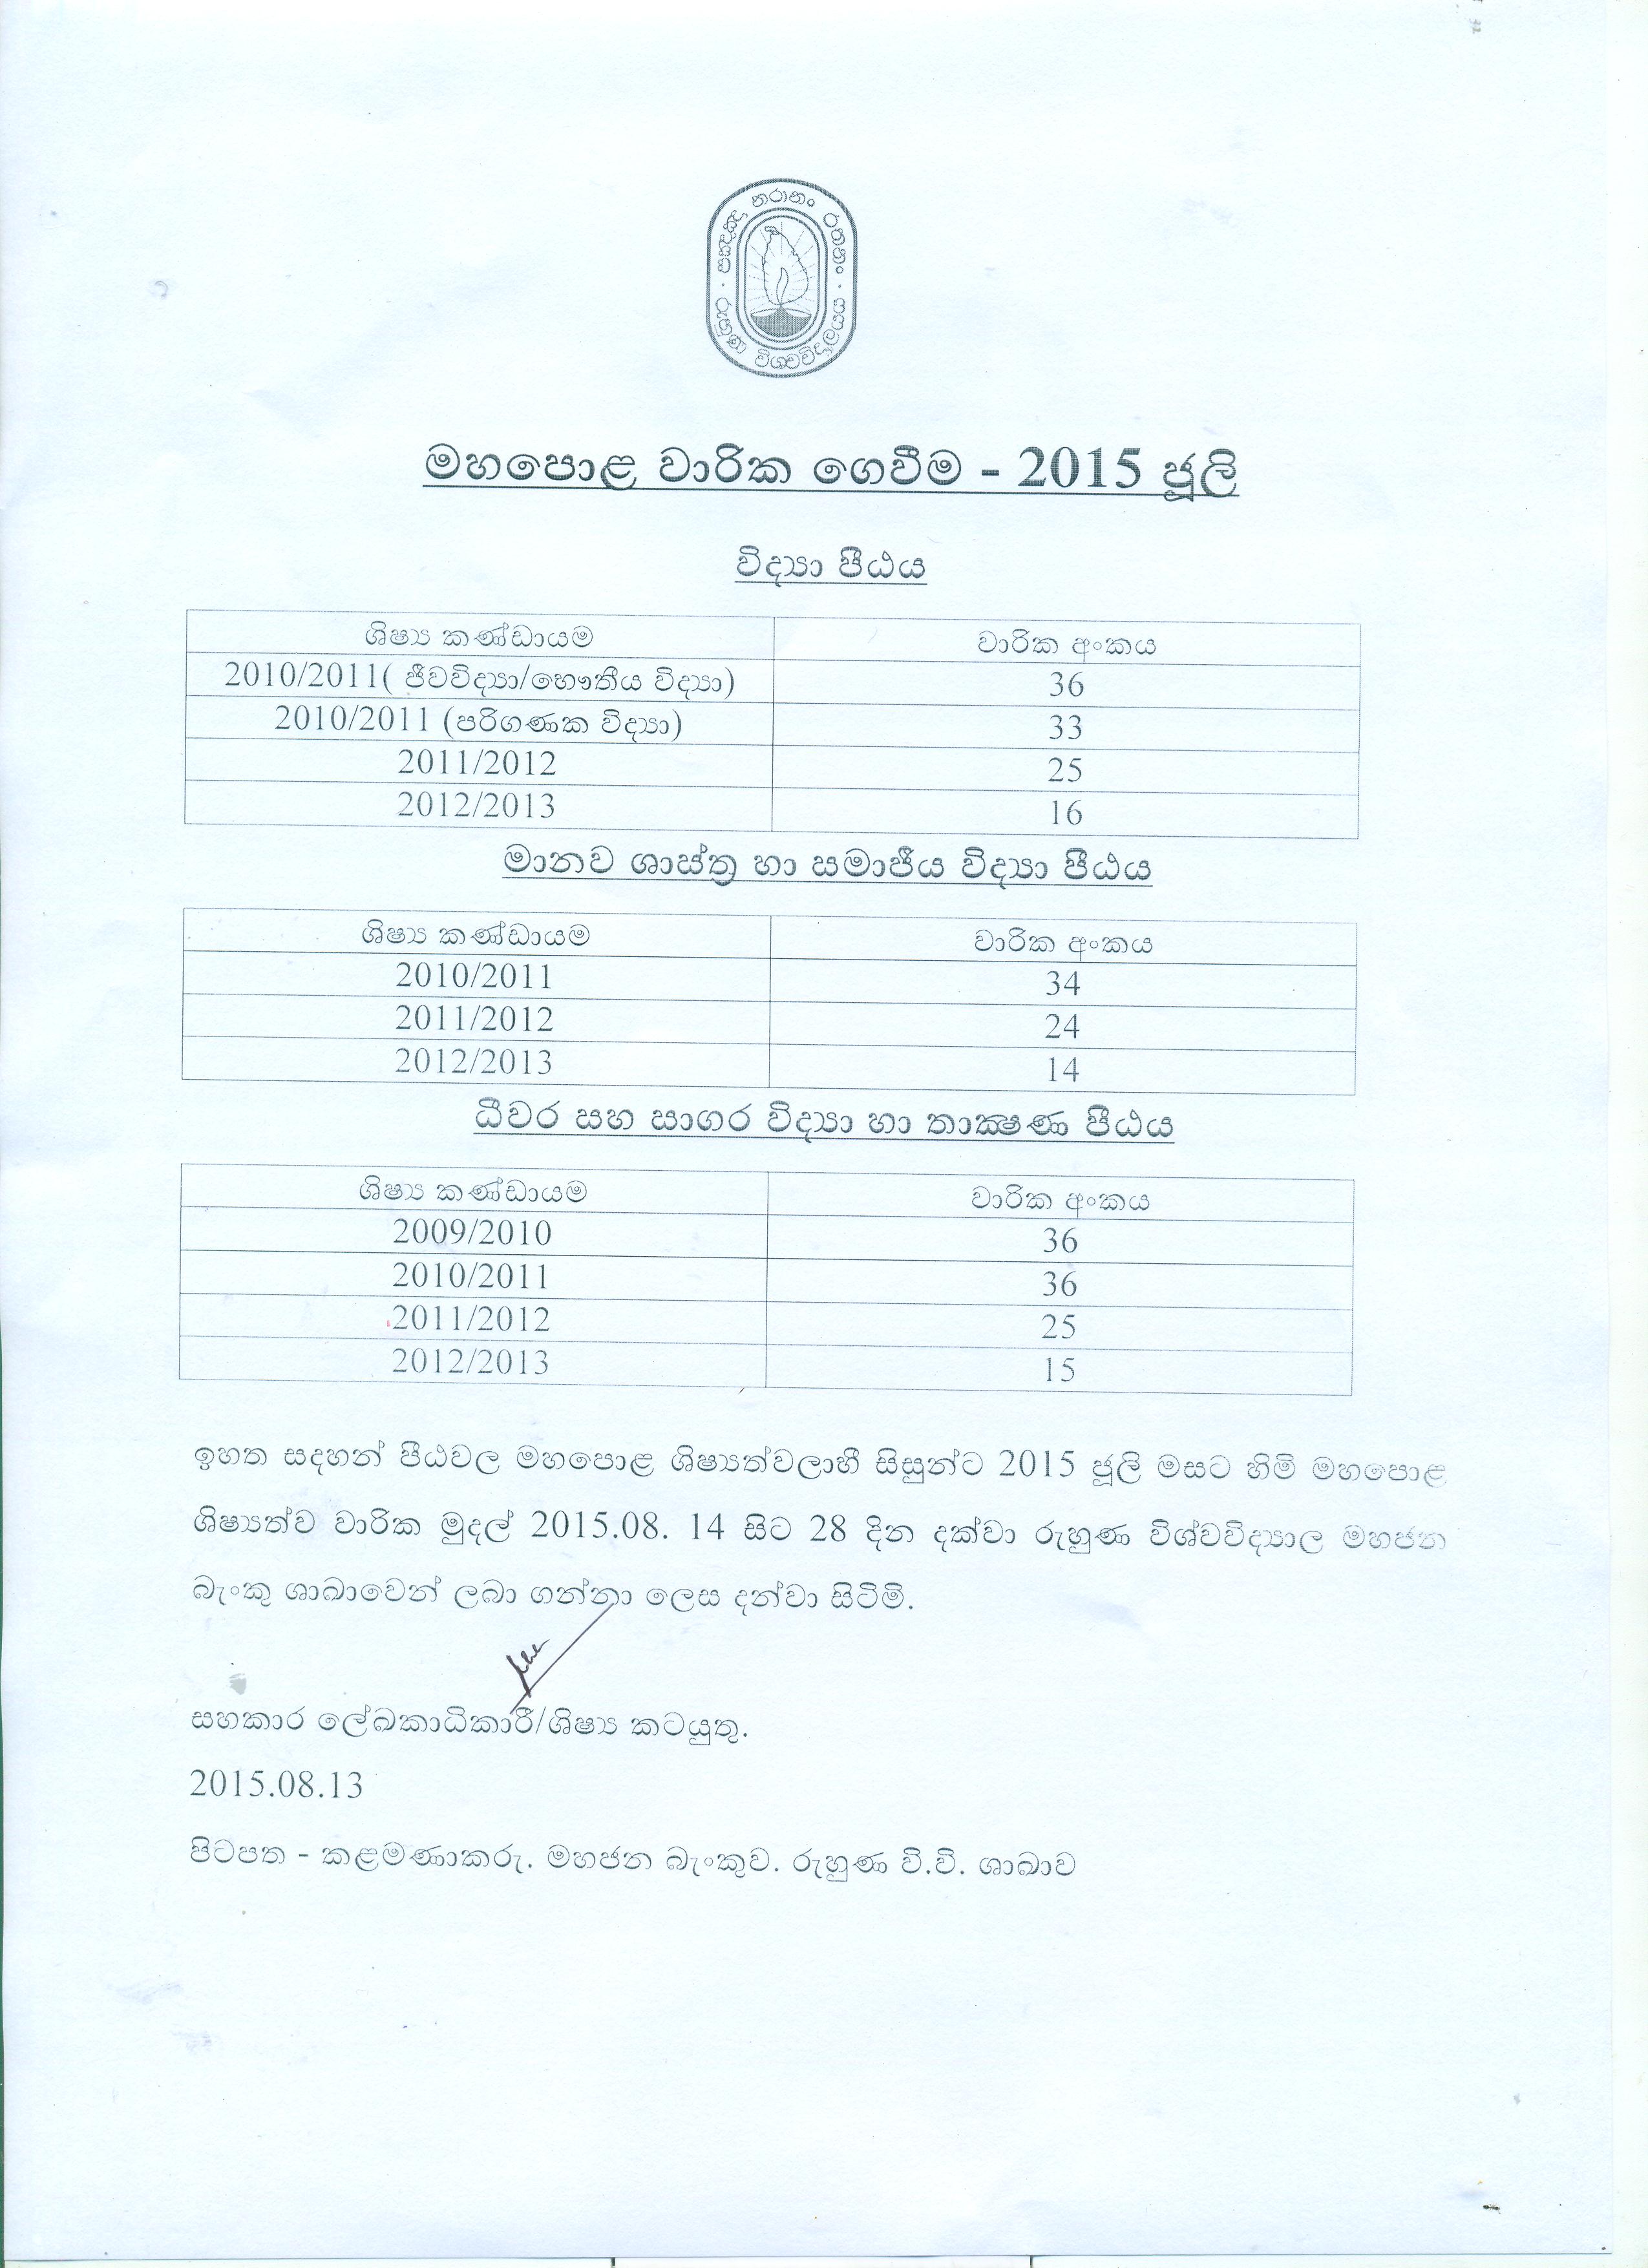 පඤ්ඤා නරානං රතනං
රුහුණ විශ්වවිද්‍යාලය
මහපොළ වාරික ගෙවීම - 2015 ජූලි
විද්‍යා පීඨය
ශිෂ්‍ය කණ්ඩායම වාරික අංකය
2010/2011( ජීවවිද්‍යා/භෞතීය විද්‍යා) 36
2010/2011 (පරිගණක විද්‍යා) 33
2011/2012 25
2012/2013 16
මානව ශාස්ත්‍ර හා සමාජීය විද්‍යා පීඨය
ශිෂ්‍ය කණ්ඩායම වාරික අංකය
2010/2011 34
2011/2012 24
2012/2013 14
ධීවර සහ සාගර විද්‍යා හා තාක්‍ෂණ පීඨය
ශිෂ්‍ය කණ්ඩායම වාරික අංකය
2009/2010 36
2010/2011 36
2011/2012 25
2012/2013 15
ඉහත සදහන් පීඨවල මහපොළ ශිෂ්‍යත්වලාභී සිසුන්ට 2015 ජූලි මසට හිමි මහපොළ
ශිෂ්‍යත්ව වාරික මුදල් 2015.08. 14 සිට 28 දින දක්වා රුහුණ විශ්වවිද්‍යාල මහජන
බැංකු ශාඛාවෙන් ලබා ගන්නා ලෙස දන්වා සිටිමි.
සහකාර ලේඛකාධිකාරී/ශිෂ්‍ය කටයුතු.
2015.08.13
පිටපත - කළමණාකරු. මහජන බැංකුව. රුහුණ වි.වි. ශාඛාව